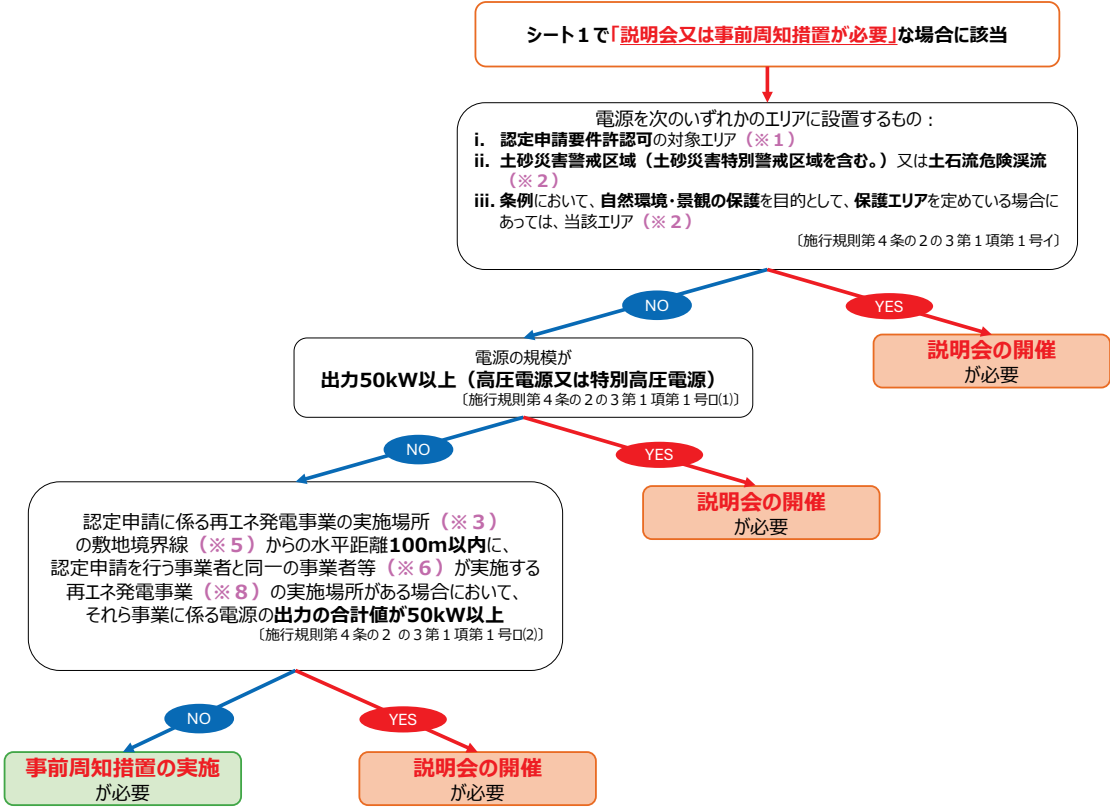 シート１で「説明会又は事前周知措置が必要」な場合に該当
電源を次のいずれかのエリアに設置するもの：
i. 認定申請要件許認可の対象エリア（※１）
ii. 土砂災害警戒区域（土砂災害特別警戒区域を含む。）又は土石流危険渓流
（※２）
iii. 条例において、自然環境・景観の保護を目的として、保護エリアを定めている場合に
あっては、当該エリア（※２）
〔施行規則第４条の２の３第１項第１号イ〕
NO
YES
説明会の開催
が必要
電源の規模が
出力50kW以上（高圧電源又は特別高圧電源）
〔施行規則第４条の２の３第１項第１号ロ(1)〕
NO
YES
説明会の開催
が必要
認定申請に係る再エネ発電事業の実施場所（※３）
の敷地境界線（※５）からの水平距離100m以内に、
認定申請を行う事業者と同一の事業者等（※６）が実施する
再エネ発電事業（※８）の実施場所がある場合において、
それら事業に係る電源の出力の合計値が50kW以上
〔施行規則第４条の２ の３第１項第１号ロ(2)〕
NO
YES
事前周知措置の実施
が必要
説明会の開催
が必要